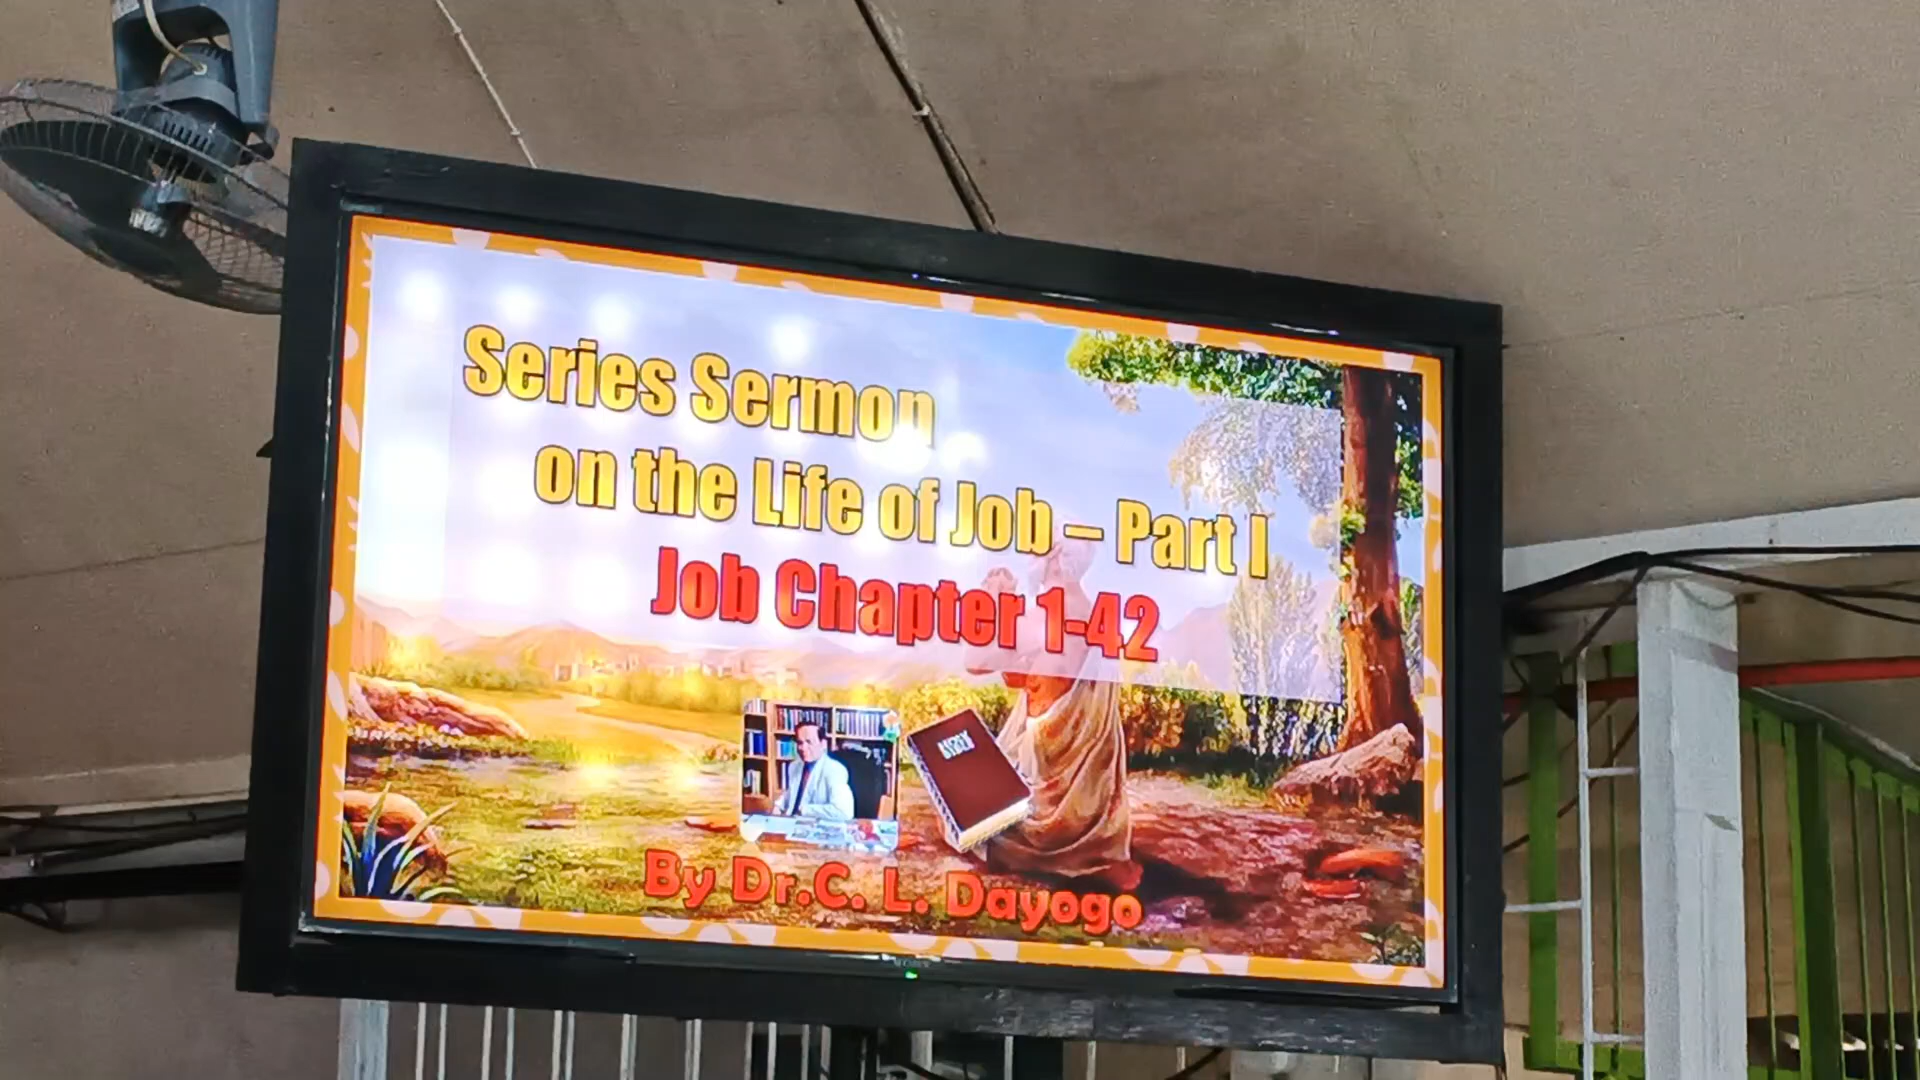 Series Sermon
on the Life of Job – Part I
Job Chapter 1-42
By Dr.C. L. Dayogo